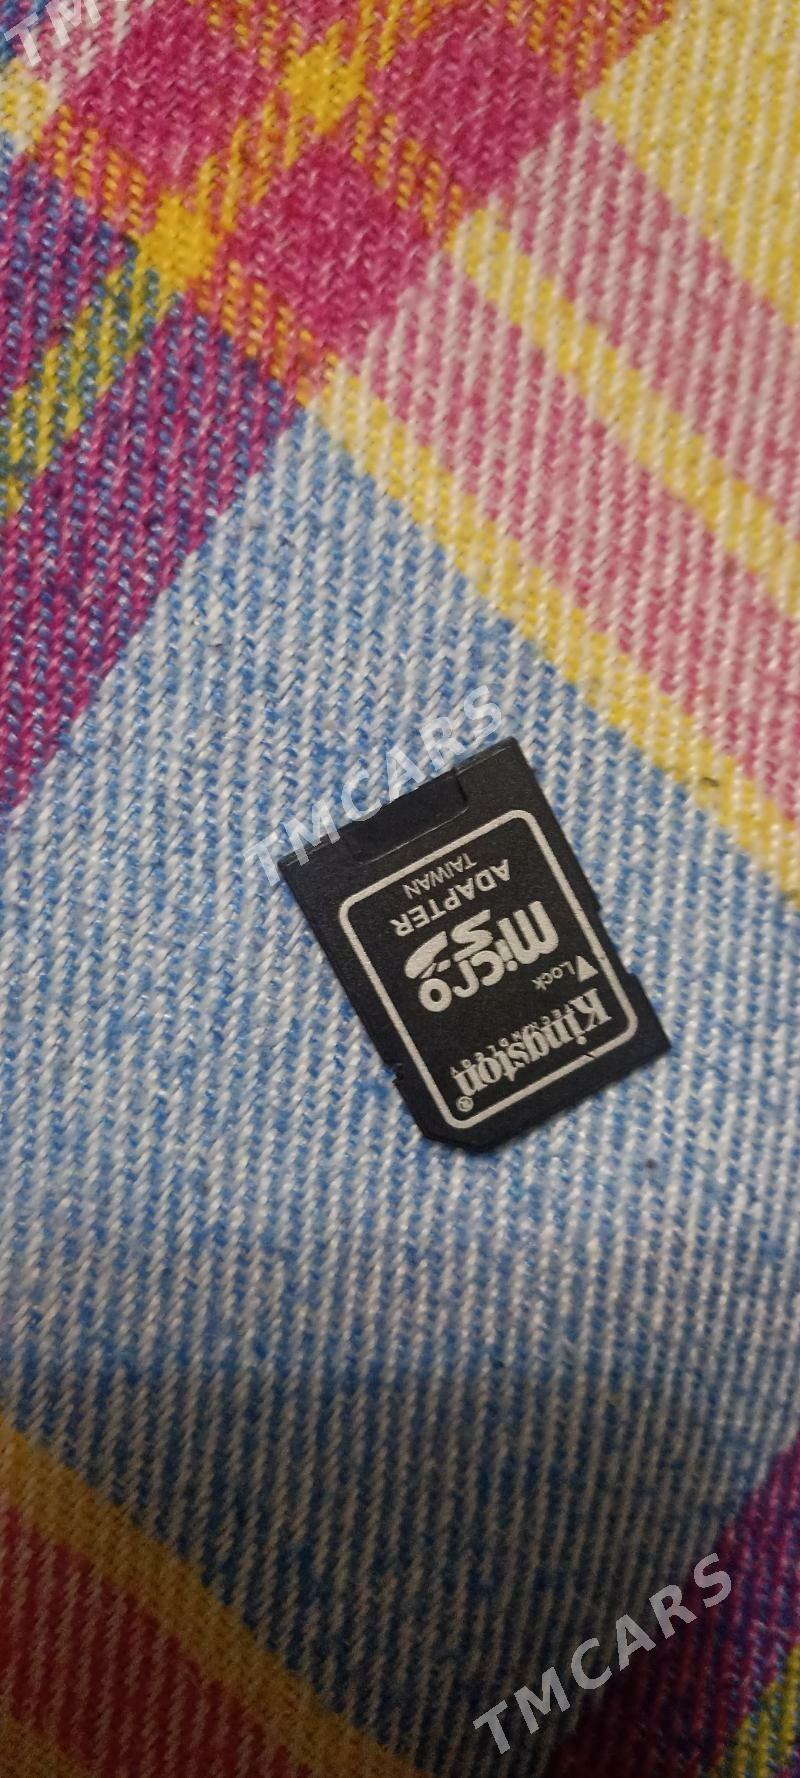 TMCARS
Kingston®
TECHNOLOGY
Lock
micro
SD
ADAPTER
TAIWAN
TMCARS
TMCARS